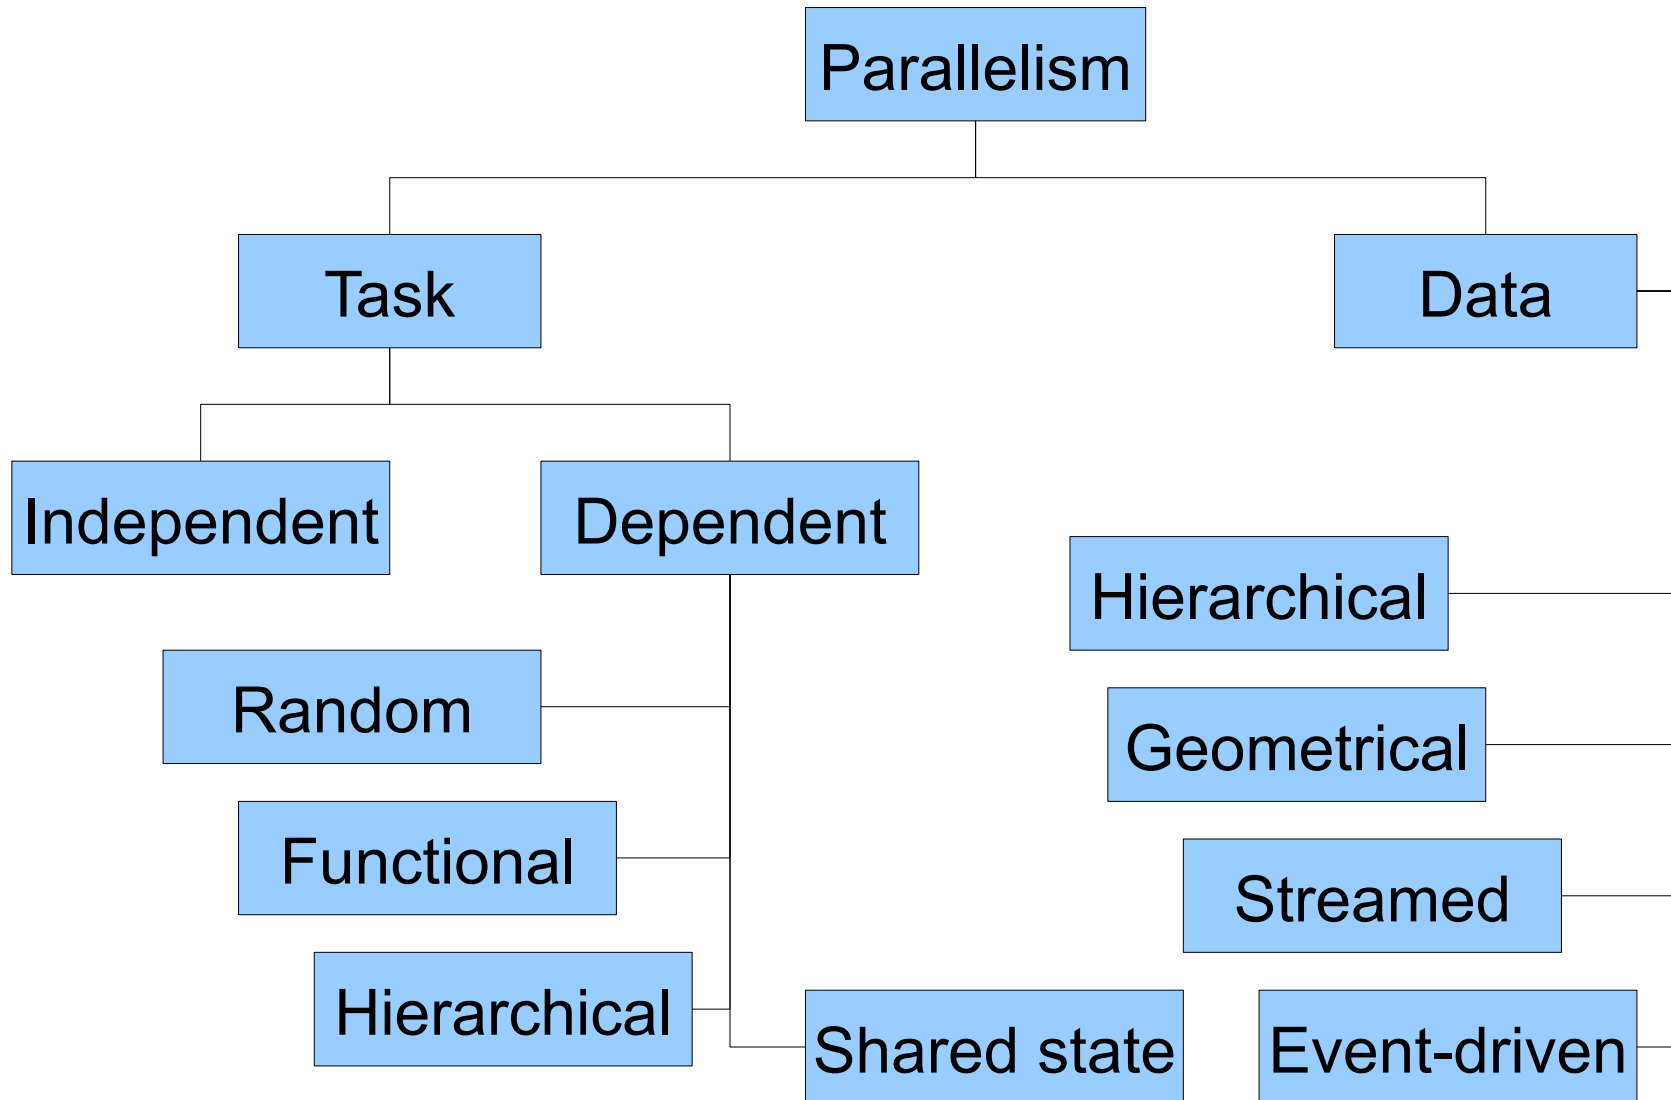 Parallelism
Task
Data
Independent
Dependent
Hierarchical
Random
Geometrical
Functional
Streamed
Hierarchical
Shared state
Event-driven